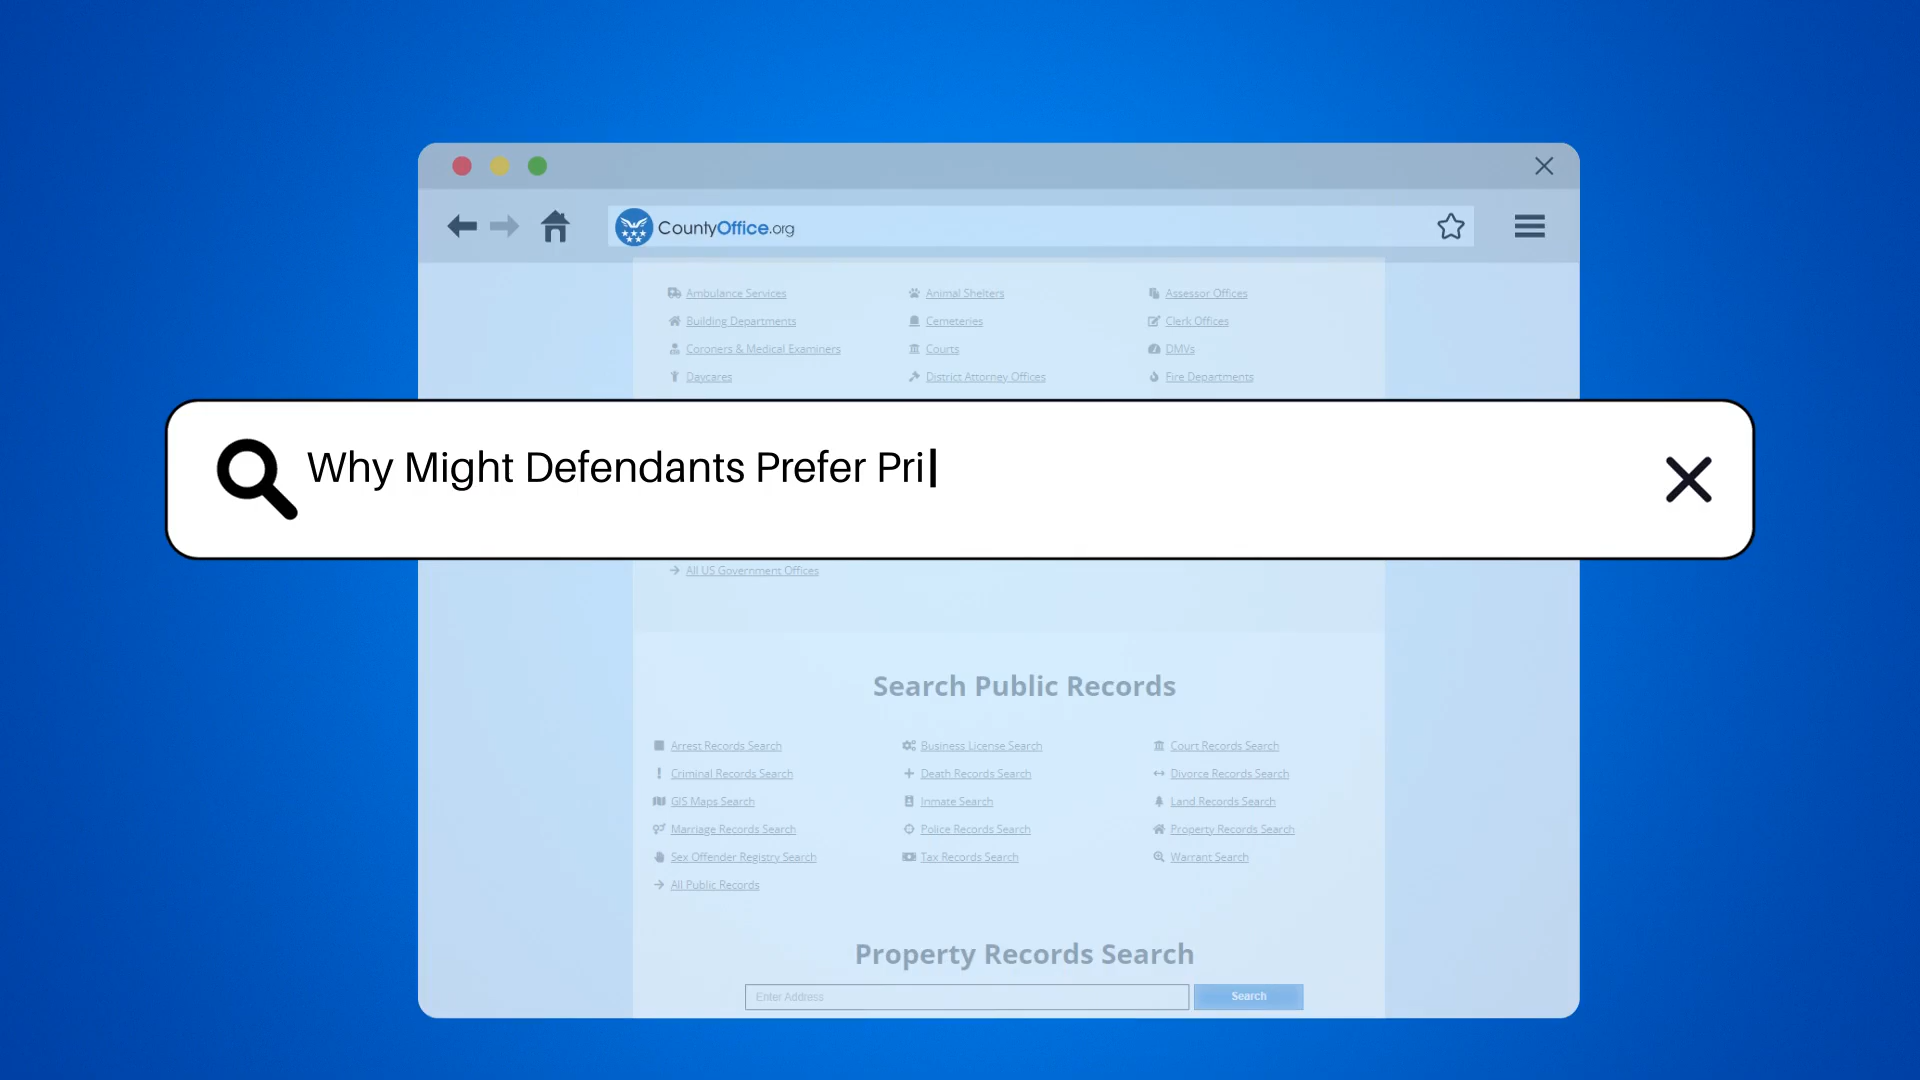 CountyOffice.org
Ambulance Services Animal Shelters Assessor Offices
Building Departments Cemeteries Clerk Offices
Coroners & Medical Examiners Courts DMVs
Daycares District Attorney Offices Fire Departments
Why Might Defendants Prefer Pri
All US Government Offices
Search Public Records
Arrest Records Search Business License Search Court Records Search
Criminal Records Search Death Records Search Divorce Records Search
GIS Maps Search Inmate Search Land Records Search
Marriage Records Search Police Records Search Property Records Search
Sex Offender Registry Search Tax Records Search Warrant Search
All Public Records
Property Records Search
Enter Address Search